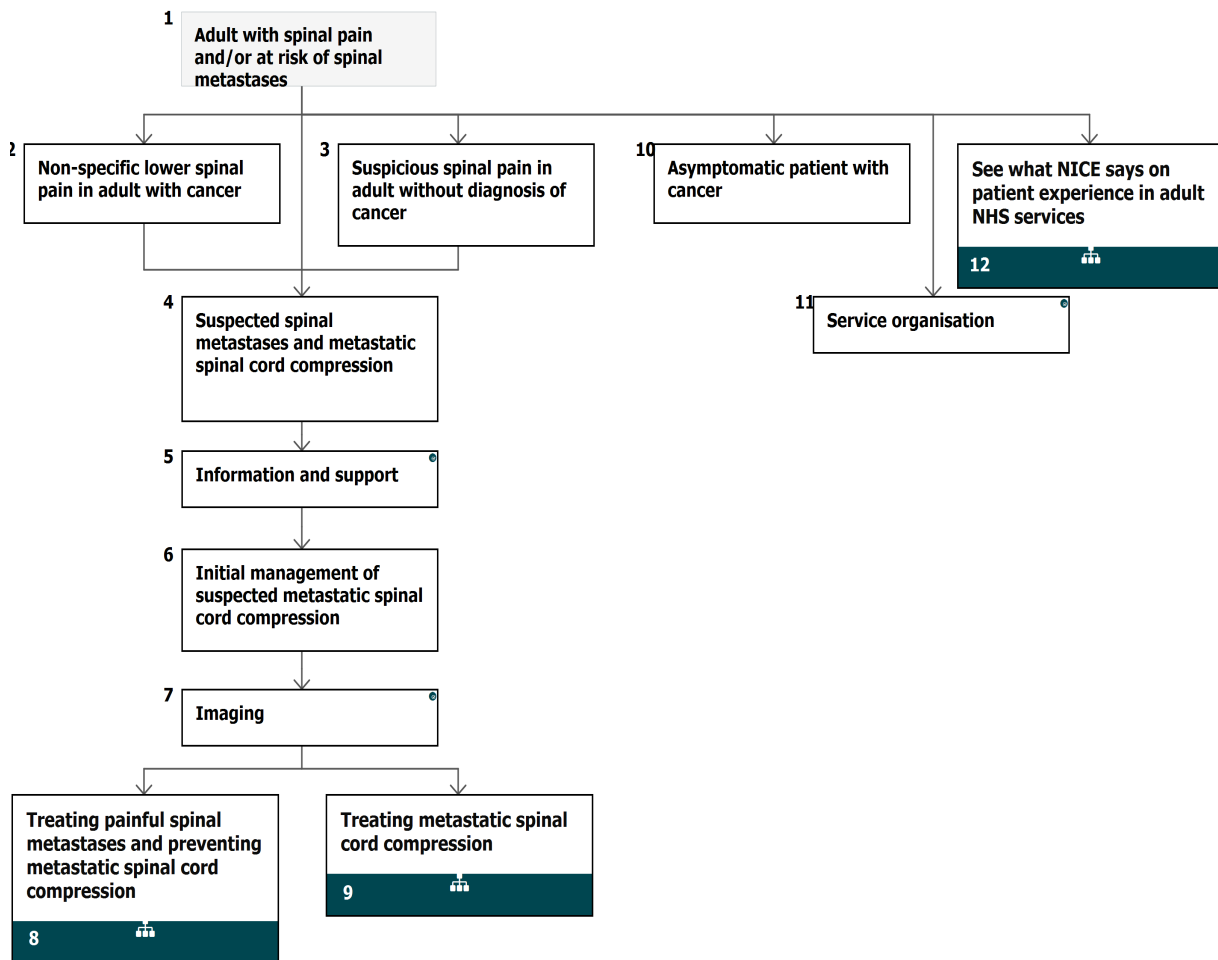 1
Adult with spinal pain
and/or at risk of spinal
metastases
2
Non-specific lower spinal
pain in adult with cancer
3
Suspicious spinal pain in
adult without diagnosis of
cancer
10
Asymptomatic patient with
cancer
See what NICE says on
patient experience in adult
NHS services
12
4
Suspected spinal
metastases and metastatic
spinal cord compression
11
Service organisation
5
Information and support
6
Initial management of
suspected metastatic spinal
cord compression
7
Imaging
Treating painful spinal
metastases and preventing
metastatic spinal cord
compression
8
Treating metastatic spinal
cord compression
9